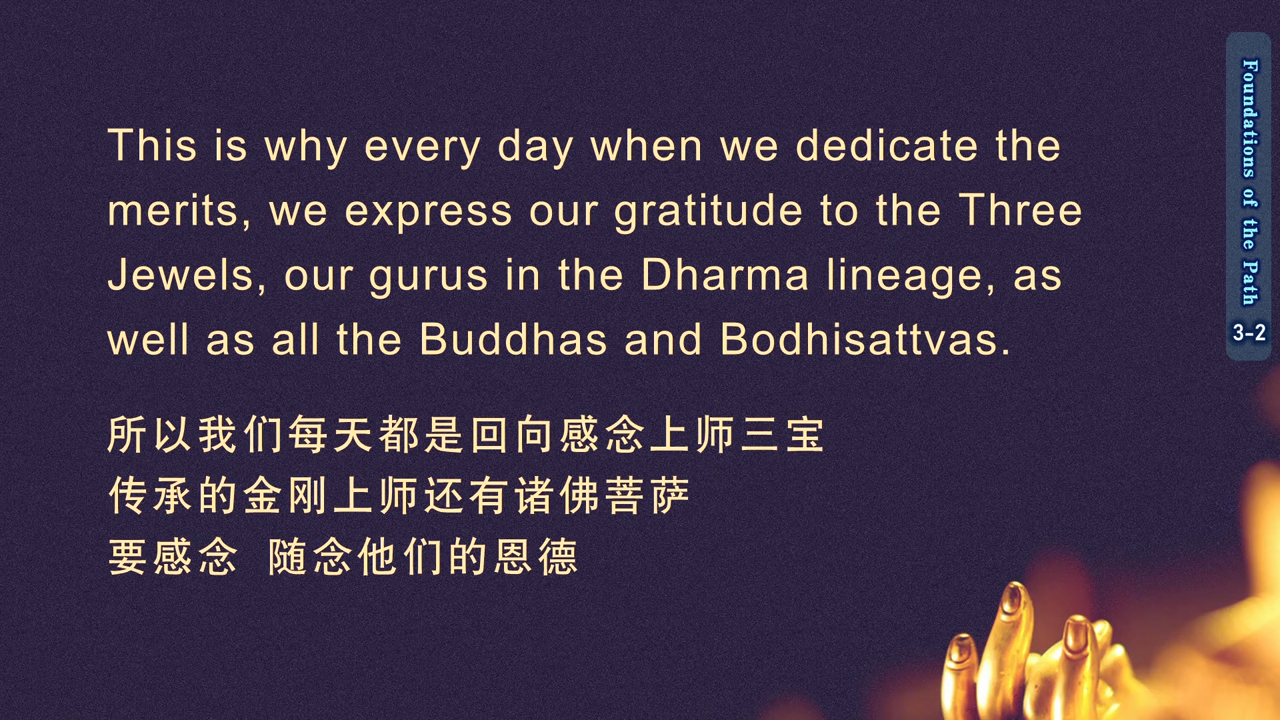 This is why every day when we dedicate the
merits, we express our gratitude to the Three
Jewels, our gurus in the Dharma lineage, as
well as all the Buddhas and Bodhisattvas.
所以我们每天都是回向感念上师三宝
传承的金刚上师还有诸佛菩萨
要感念 随念他们的恩德
Foundations of the Path
3-2